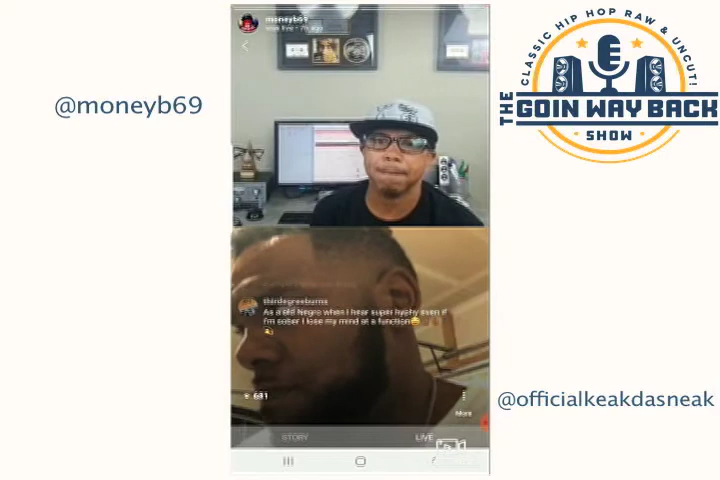 moneyb69
@moneyb69
CLASSIC HIP HOP RAW & UNCUT!
THE
GOIN WAY BACK
SHOW
thirdegreeburns
As a old Negro when I hear super hyphy even if
I'm sober I lose my mind at a function
631
More
@officialkeakdasneak
STORY
LIVE